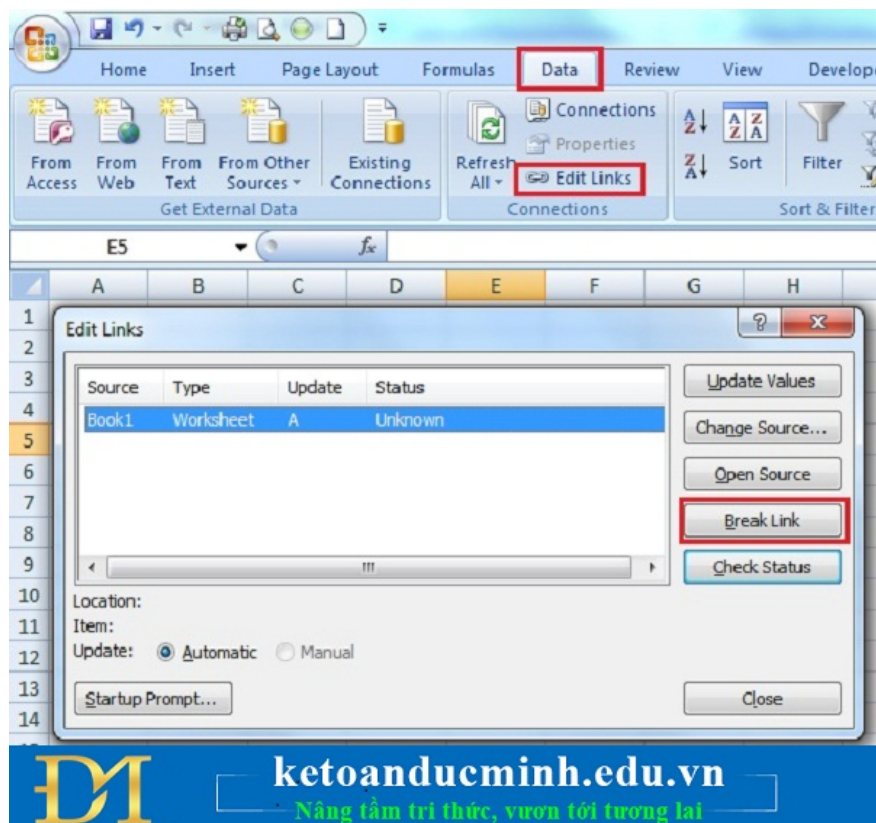 Home Insert Page Layout Formulas Data Review View Develop
From Access
From Web
From Text
From Other Sources
Existing Connections
Refresh All
Connections
Properties
Edit Links
Sort
Filter
Get External Data Connections Sort & Filter
E5 fx
A B C D E F G H
1
2
3
4
5
6
7
8
9
10
11
12
13
14
Edit Links
Source Type Update Status
Book1 Worksheet A Unknown
Update Values
Change Source...
Open Source
Break Link
Check Status
Location:
Item:
Update: Automatic Manual
Startup Prompt... Close
ĐM
ketoanducminh.edu.vn
Nâng tầm tri thức, vươn tới tương lai